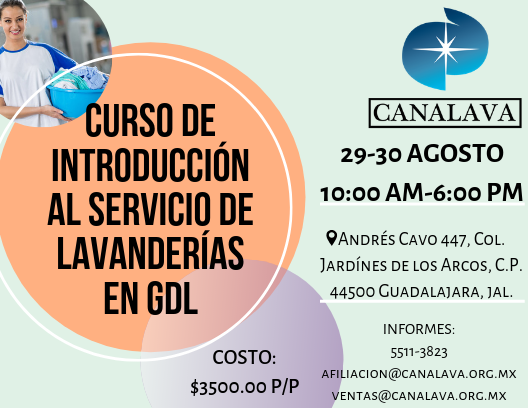 CURSO DE
INTRODUCCIÓN
AL SERVICIO DE
LAVANDERÍAS
EN GDL
COSTO:
$3500.00 P/P
CANALAVA
29-30 AGOSTO
10:00 AM-6:00 PM
Andrés Cavo 447, Col.
Jardínes de los Arcos, C.P.
44500 Guadalajara, jal.
INFORMES:
5511-3823
AFILIACION@CANALAVA.ORG.MX
VENTAS@CANALAVA.ORG.MX